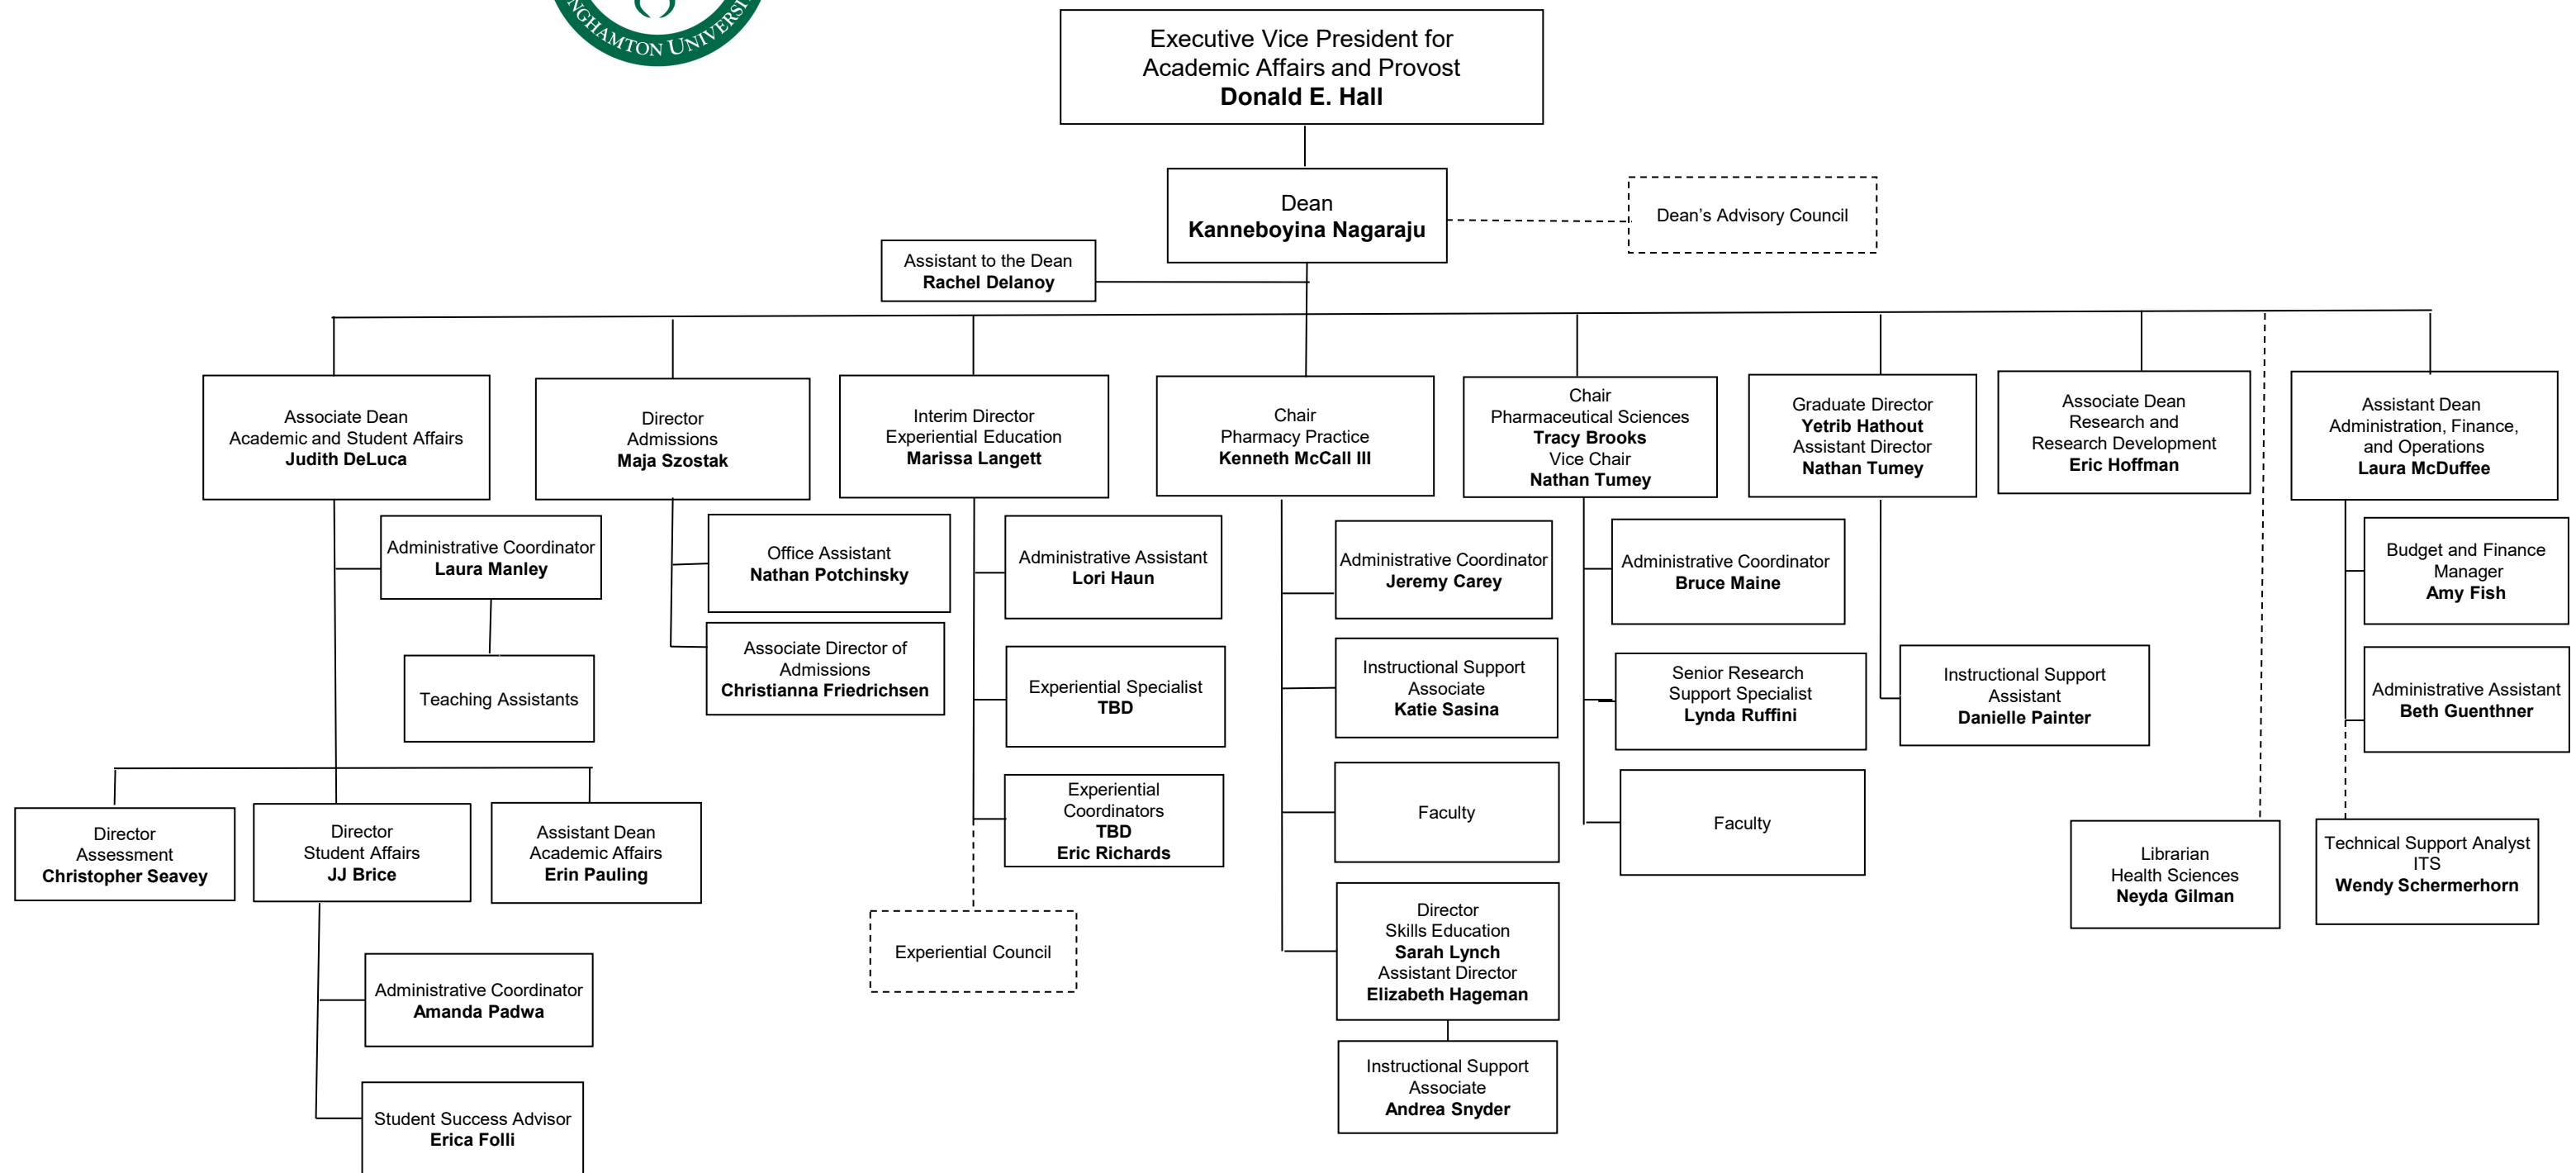 NGHAMTON UNIVERSI
Executive Vice President for
Academic Affairs and Provost
Donald E. Hall
Dean
Kanneboyina Nagaraju
Dean’s Advisory Council
Assistant to the Dean
Rachel Delanoy
Associate Dean
Academic and Student Affairs
Judith DeLuca
Director
Admissions
Maja Szostak
Interim Director
Experiential Education
Marissa Langett
Chair
Pharmacy Practice
Kenneth McCall III
Chair
Pharmaceutical Sciences
Tracy Brooks
Vice Chair
Nathan Tumey
Graduate Director
Yetrib Hathout
Assistant Director
Nathan Tumey
Associate Dean
Research and
Research Development
Eric Hoffman
Assistant Dean
Administration, Finance,
and Operations
Laura McDuffee
Administrative Coordinator
Laura Manley
Office Assistant
Nathan Potchinsky
Administrative Assistant
Lori Haun
Administrative Coordinator
Jeremy Carey
Administrative Coordinator
Bruce Maine
Budget and Finance
Manager
Amy Fish
Teaching Assistants
Associate Director of
Admissions
Christianna Friedrichsen
Experiential Specialist
TBD
Instructional Support
Associate
Katie Sasina
Senior Research
Support Specialist
Lynda Ruffini
Instructional Support
Assistant
Danielle Painter
Administrative Assistant
Beth Guenthner
Director
Assessment
Christopher Seavey
Director
Student Affairs
JJ Brice
Assistant Dean
Academic Affairs
Erin Pauling
Experiential
Coordinators
TBD
Eric Richards
Faculty
Faculty
Librarian
Health Sciences
Neyda Gilman
Technical Support Analyst
ITS
Wendy Schermerhorn
Experiential Council
Director
Skills Education
Sarah Lynch
Assistant Director
Elizabeth Hageman
Administrative Coordinator
Amanda Padwa
Instructional Support
Associate
Andrea Snyder
Student Success Advisor
Erica Folli